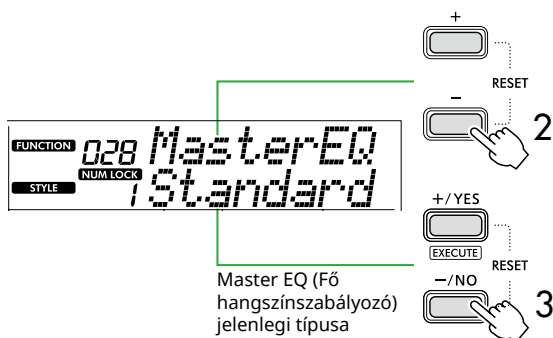 +
RESET
−
2
FUNCTION 028 MasterEQ
NUM LOCK
STYLE 1 Standard
+/YES
EXECUTE
RESET
−/NO
3
Master EQ (Fő
hangszínszabályozó)
jelenlegi típusa